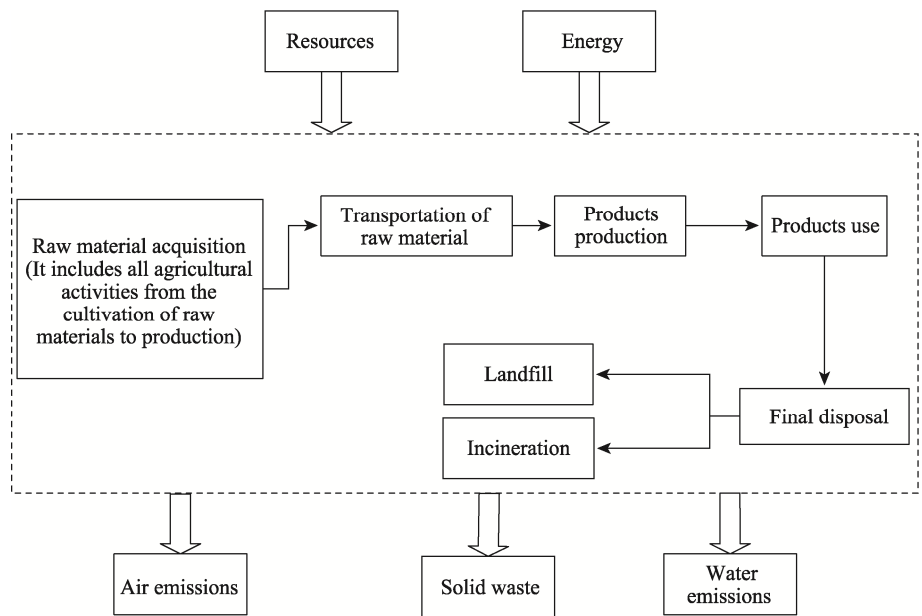 Resources
Energy
Raw material acquisition
(It includes all agricultural
activities from the
cultivation of raw
materials to production)
Transportation of
raw material
Products
production
Products use
Landfill
Final disposal
Incineration
Air emissions
Solid waste
Water
emissions